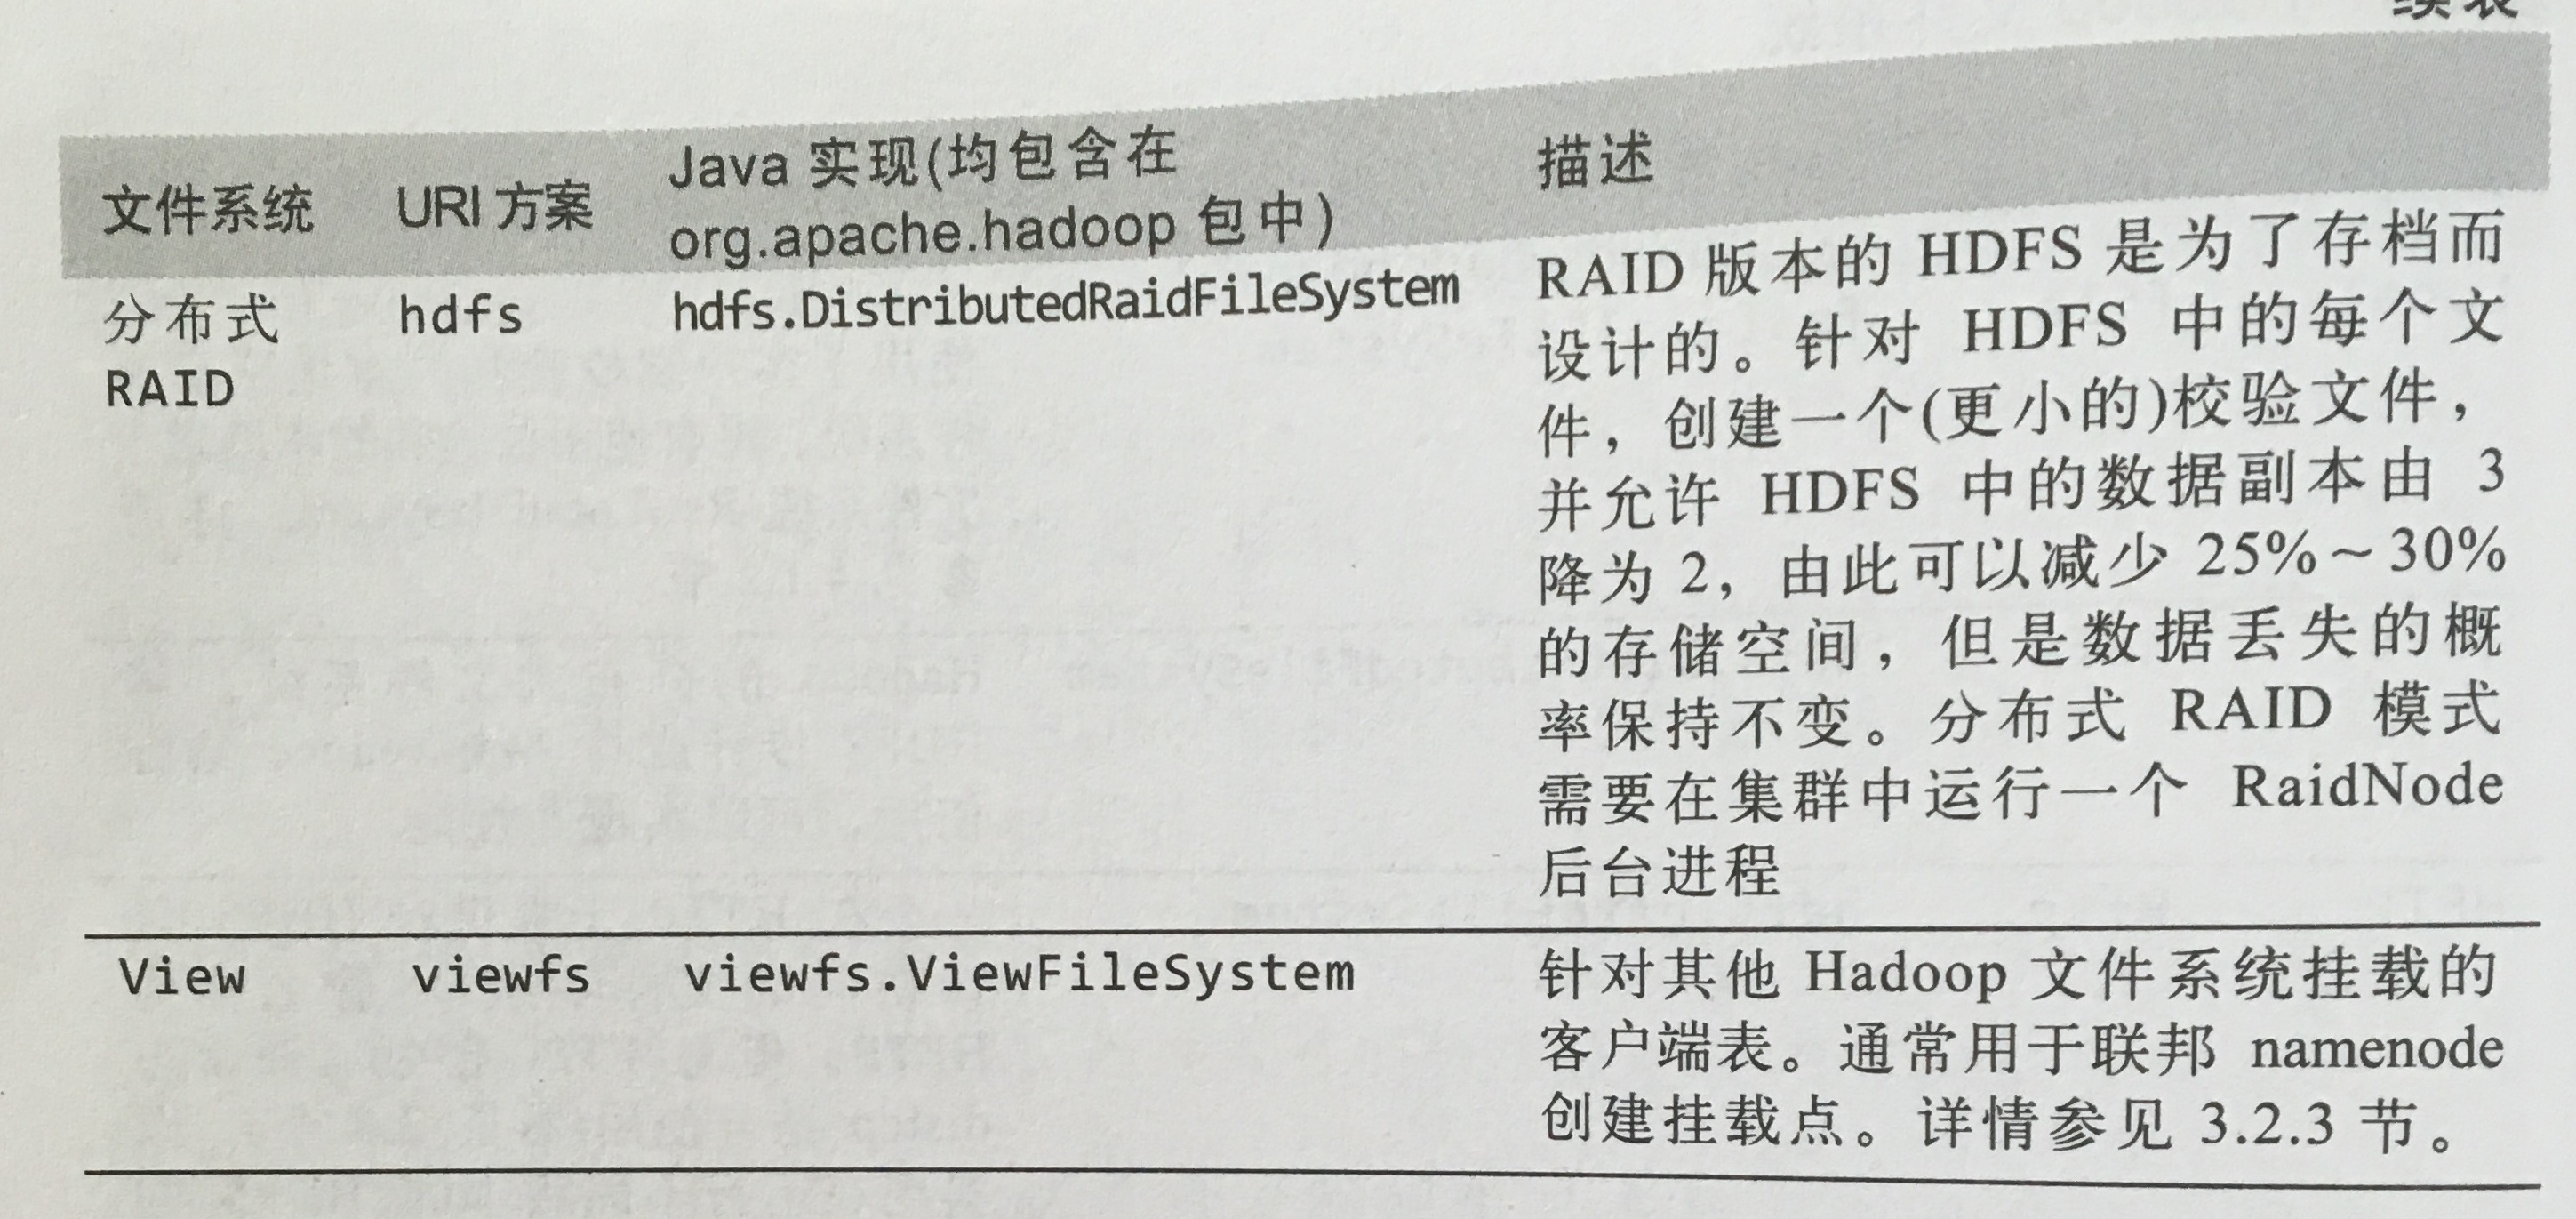 续表
文件系统 URI 方案 Java 实现(均包含在
org.apache.hadoop 包中) 描述
分布式
RAID
hdfs
hdfs.DistributedRaidFileSystem
RAID 版本的 HDFS 是为了存档而
设计的。针对 HDFS 中的每个文
件，创建一个(更小的)校验文件，
并允许 HDFS 中的数据副本由 3
降为 2，由此可以减少 25%～30%
的存储空间，但是数据丢失的概
率保持不变。分布式 RAID 模式
需要在集群中运行一个 RaidNode
后台进程
View viewfs viewfs.ViewFileSystem
针对其他 Hadoop 文件系统挂载的
客户端表。通常用于联邦 namenode
创建挂载点。详情参见 3.2.3 节。